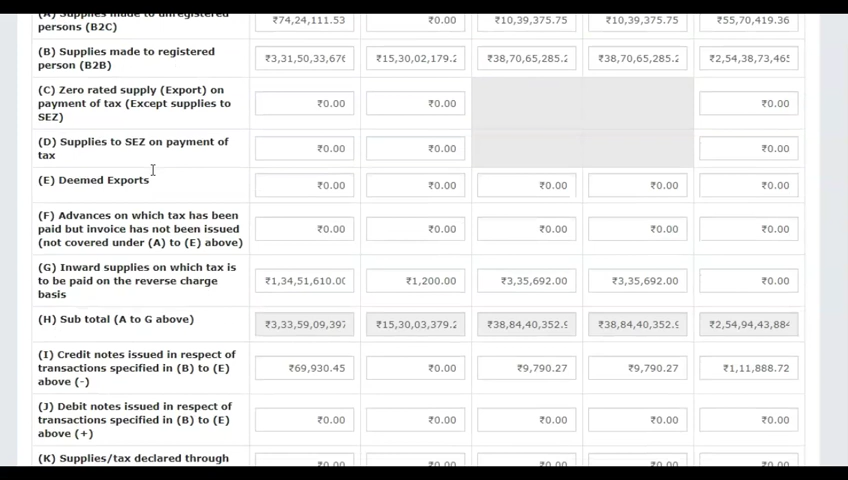 (A) Supplies made to unregistered
persons (B2C)
₹74,24,111.53 ₹0.00 ₹10,39,375.75 ₹10,39,375.75 ₹55,70,419.36
(B) Supplies made to registered
person (B2B)
₹3,31,50,33,676 ₹15,30,02,179.2 ₹38,70,65,285.2 ₹38,70,65,285.2 ₹2,54,38,73,465
(C) Zero rated supply (Export) on
payment of tax (Except supplies to
SEZ)
₹0.00 ₹0.00 ₹0.00
(D) Supplies to SEZ on payment of
tax
₹0.00 ₹0.00 ₹0.00
(E) Deemed Exports
₹0.00 ₹0.00 ₹0.00 ₹0.00 ₹0.00
(F) Advances on which tax has been
paid but invoice has not been issued
(not covered under (A) to (E) above)
₹0.00 ₹0.00 ₹0.00 ₹0.00 ₹0.00
(G) Inward supplies on which tax is
to be paid on the reverse charge
basis
₹1,34,51,610.00 ₹1,200.00 ₹3,35,692.00 ₹3,35,692.00 ₹0.00
(H) Sub total (A to G above)
₹3,33,59,09,397 ₹15,30,03,379.2 ₹38,84,40,352.9 ₹38,84,40,352.9 ₹2,54,94,43,884
(I) Credit notes issued in respect of
transactions specified in (B) to (E)
above (-)
₹69,930.45 ₹0.00 ₹9,790.27 ₹9,790.27 ₹1,11,888.72
(J) Debit notes issued in respect of
transactions specified in (B) to (E)
above (+)
₹0.00 ₹0.00 ₹0.00 ₹0.00 ₹0.00
(K) Supplies/tax declared through
₹0.00 ₹0.00 ₹0.00 ₹0.00 ₹0.00